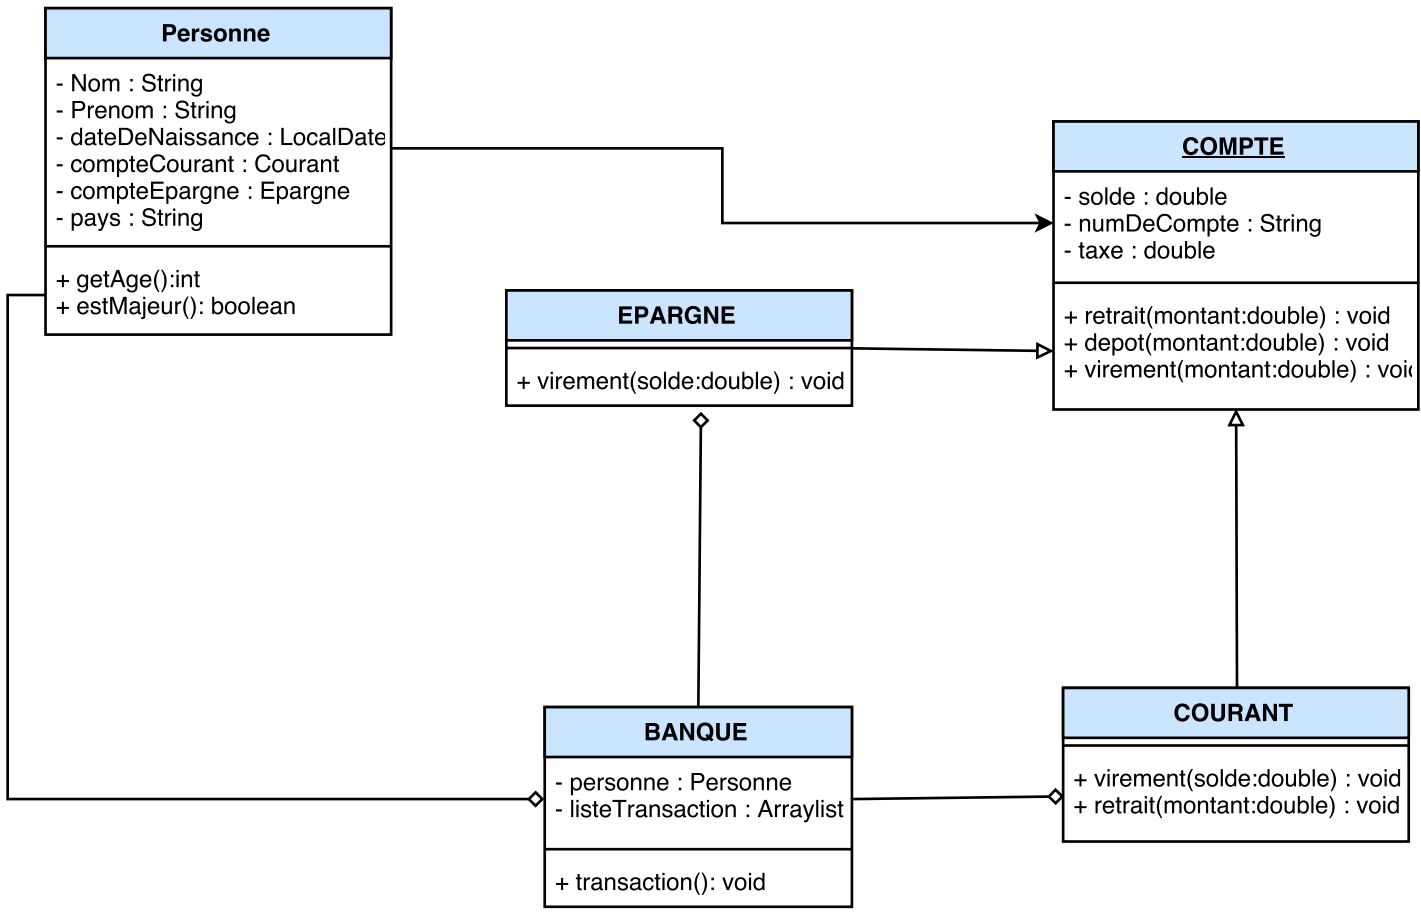 Personne
- Nom : String
- Prenom : String
- dateDeNaissance : LocalDate
- compteCourant : Courant
- compteEpargne : Epargne
- pays : String
+ getAge():int
+ estMajeur(): boolean
COMPTE
- solde : double
- numDeCompte : String
- taxe : double
+ retrait(montant:double) : void
+ depot(montant:double) : void
+ virement(montant:double) : voi
EPARGNE
+ virement(solde:double) : void
BANQUE
- personne : Personne
- listeTransaction : Arraylist
+ transaction(): void
COURANT
+ virement(solde:double) : void
+ retrait(montant:double) : void